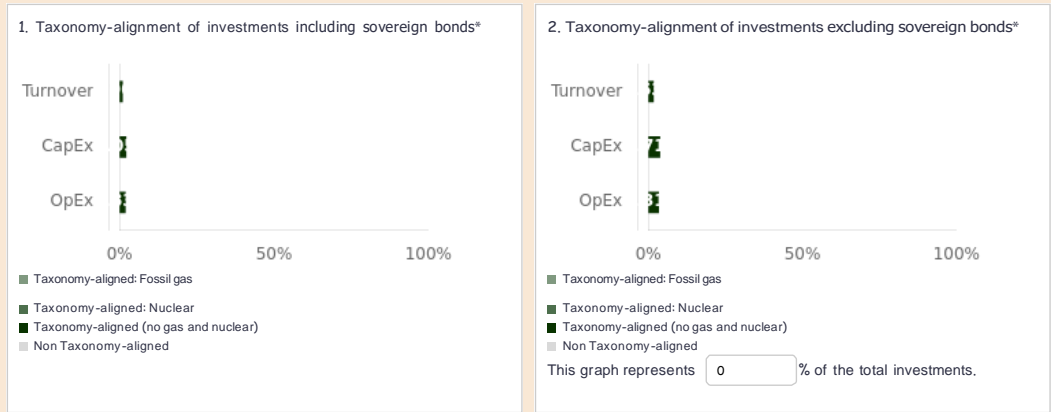 1. Taxonomy-alignment of investments including sovereign bonds*
Turnover
CapEx
OpEx
0% 50% 100%
Taxonomy-aligned: Fossil gas
Taxonomy-aligned: Nuclear
Taxonomy-aligned (no gas and nuclear)
Non Taxonomy-aligned
2. Taxonomy-alignment of investments excluding sovereign bonds*
Turnover
CapEx
OpEx
0% 50% 100%
Taxonomy-aligned: Fossil gas
Taxonomy-aligned: Nuclear
Taxonomy-aligned (no gas and nuclear)
Non Taxonomy-aligned
This graph represents 0 % of the total investments.